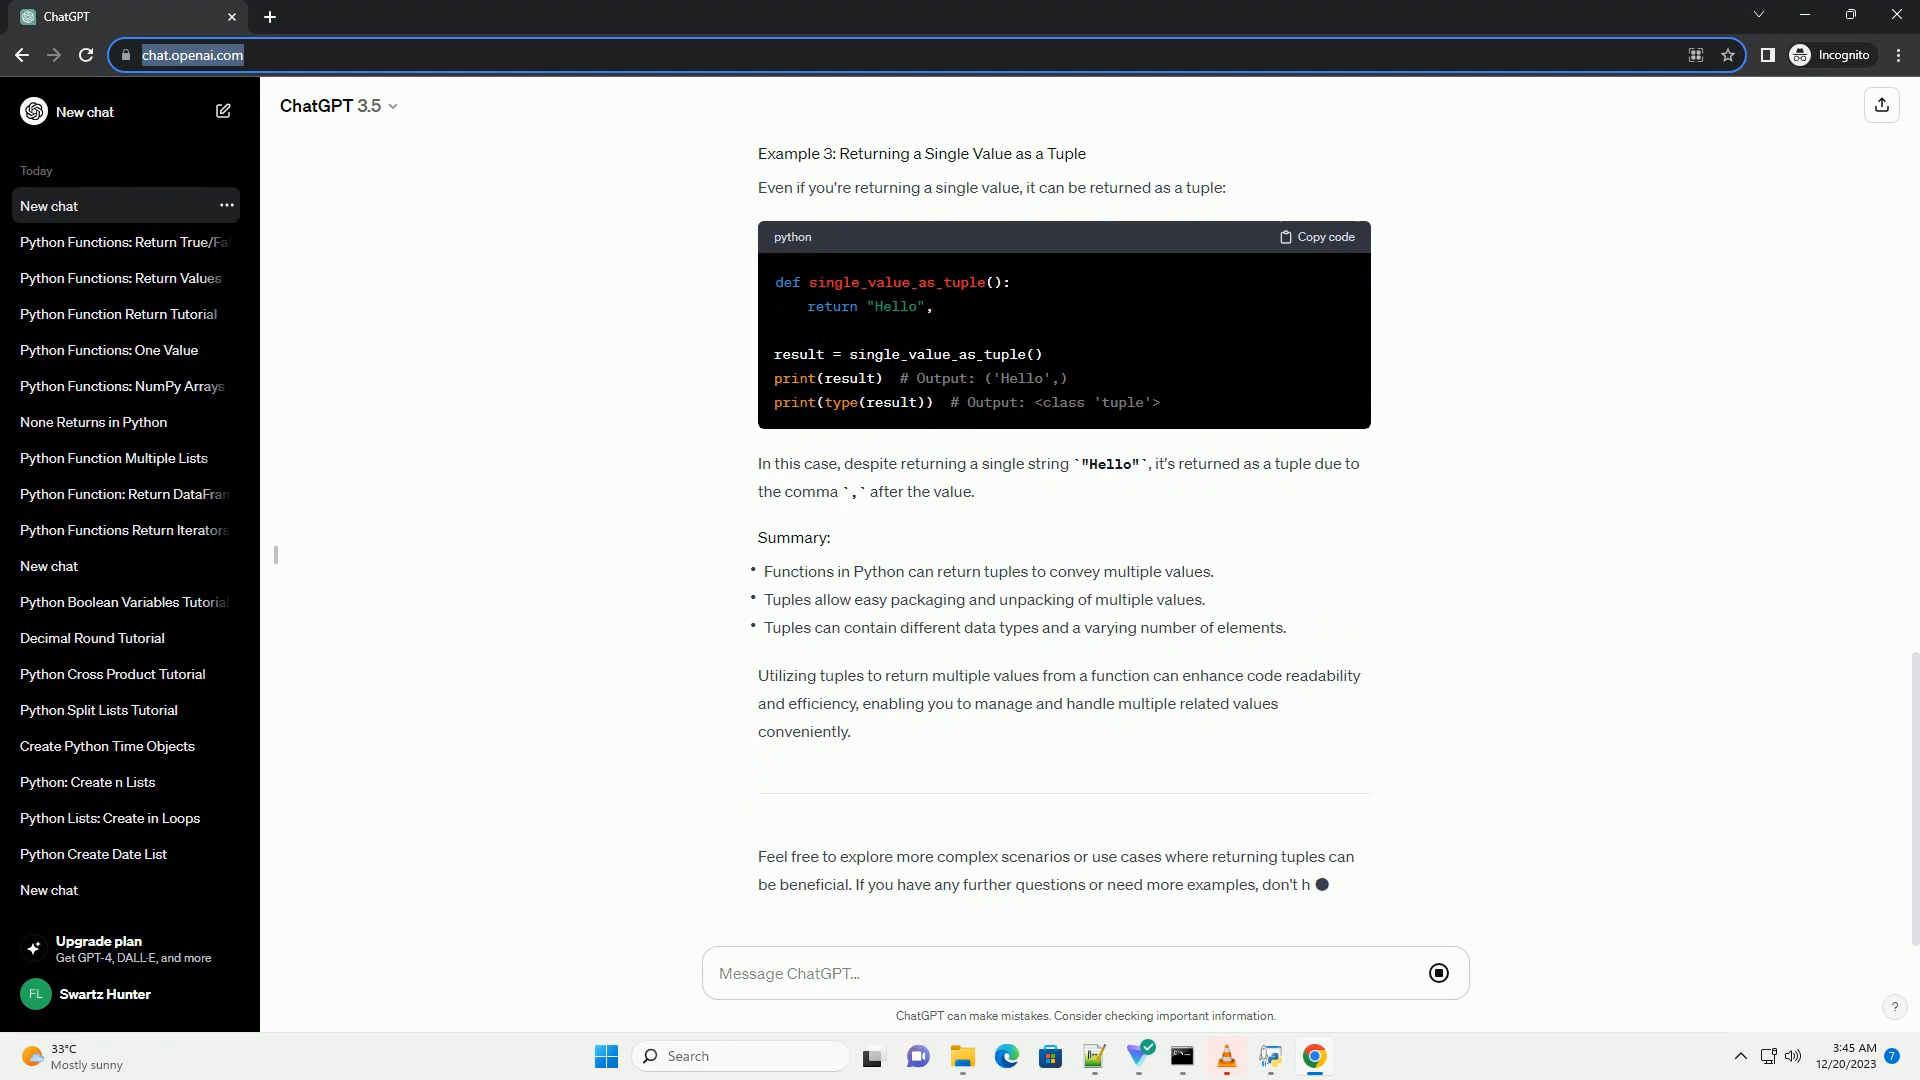 ChatGPT
chat.openai.com
Incognito
New chat
Today
New chat
Python Functions: Return True/Fa
Python Functions: Return Values
Python Function Return Tutorial
Python Functions: One Value
Python Functions: NumPy Arrays
None Returns in Python
Python Function Multiple Lists
Python Function: Return DataFran
Python Functions Return Iterators
New chat
Python Boolean Variables Tutorial
Decimal Round Tutorial
Python Cross Product Tutorial
Python Split Lists Tutorial
Create Python Time Objects
Python: Create n Lists
Python Lists: Create in Loops
Python Create Date List
New chat
Upgrade plan
Get GPT-4, DALL·E, and more
FL
Swartz Hunter
ChatGPT 3.5
Example 3: Returning a Single Value as a Tuple
Even if you're returning a single value, it can be returned as a tuple:
python
Copy code
def single_value_as_tuple():
    return "Hello",
result = single_value_as_tuple()
print(result)  # Output: ('Hello',)
print(type(result))  # Output: <class 'tuple'>
In this case, despite returning a single string `"Hello"`, it's returned as a tuple due to
the comma `,` after the value.
Summary:
• Functions in Python can return tuples to convey multiple values.
• Tuples allow easy packaging and unpacking of multiple values.
• Tuples can contain different data types and a varying number of elements.
Utilizing tuples to return multiple values from a function can enhance code readability
and efficiency, enabling you to manage and handle multiple related values
conveniently.
Feel free to explore more complex scenarios or use cases where returning tuples can
be beneficial. If you have any further questions or need more examples, don't h
Message ChatGPT...
ChatGPT can make mistakes. Consider checking important information.
?
33°C
Mostly sunny
Search
3:45 AM
12/20/2023
7